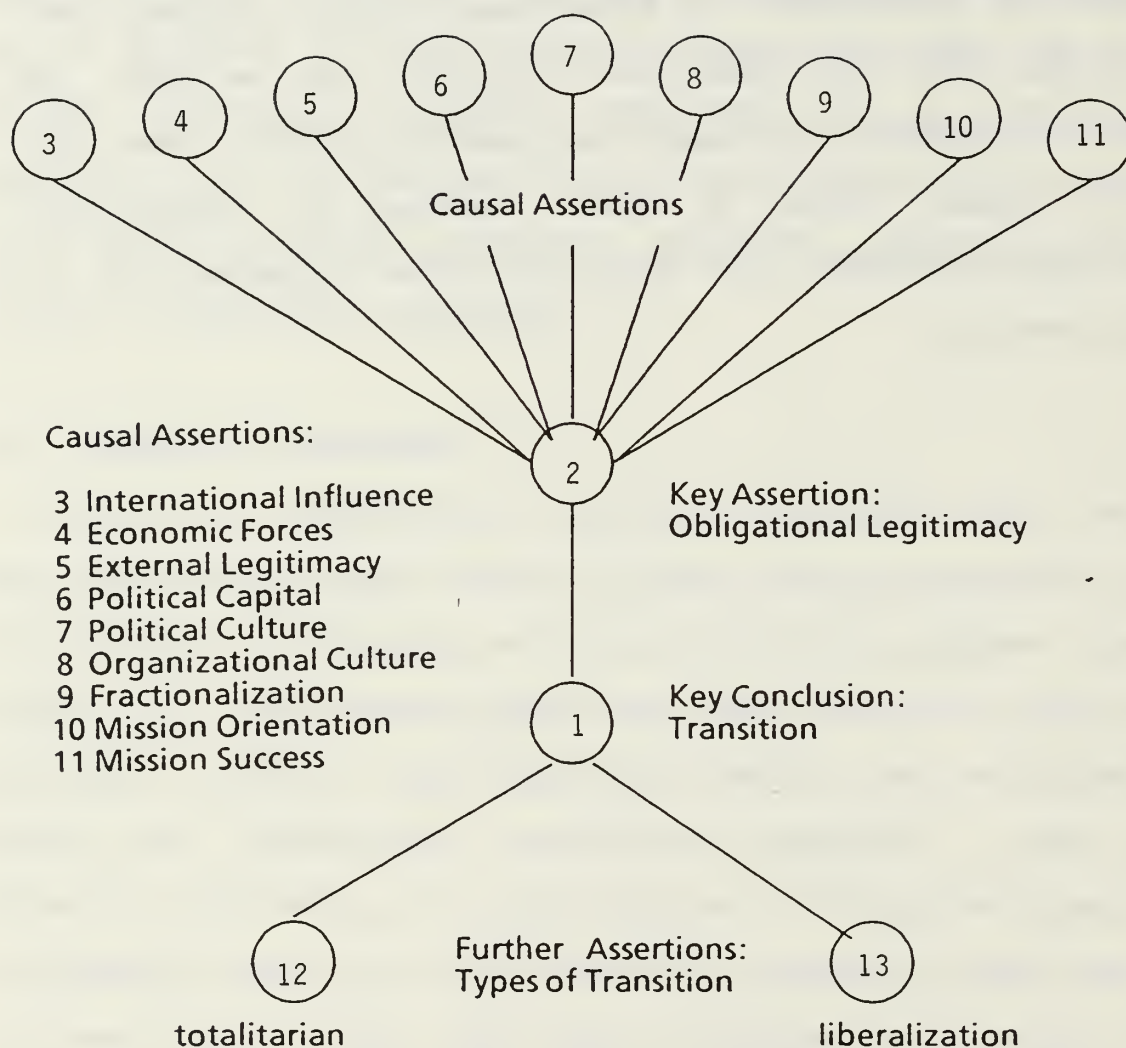 7
6
8
5
9
4
10
3
11
Causal Assertions
2
Causal Assertions:
3 International Influence
4 Economic Forces
5 External Legitimacy
6 Political Capital
7 Political Culture
8 Organizational Culture
9 Fractionalization
10 Mission Orientation
11 Mission Success
Key Assertion:
Obligational Legitimacy
1
Key Conclusion:
Transition
12
Further Assertions:
Types of Transition
13
totalitarian
liberalization